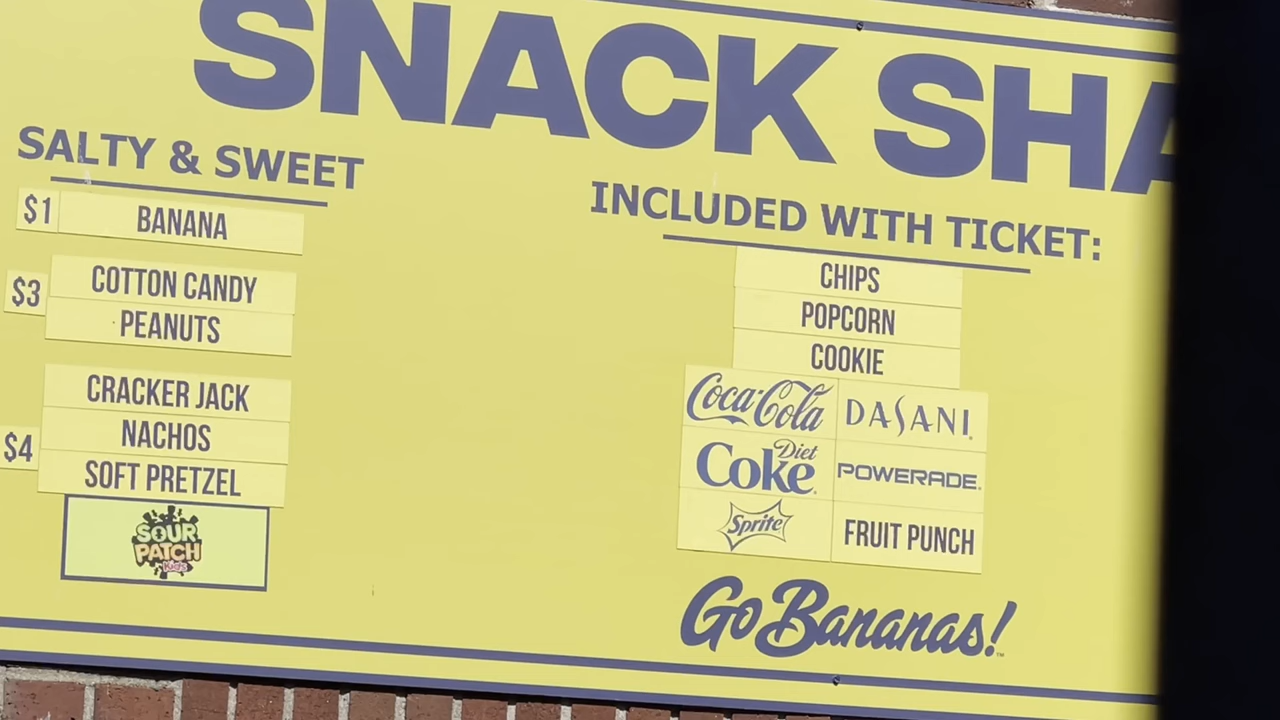 SNACK SHA
SALTY & SWEET
$1 BANANA
$3
COTTON CANDY
PEANUTS
$4
CRACKER JACK
NACHOS
SOFT PRETZEL
SOUR
PATCH
Kids
INCLUDED WITH TICKET:
CHIPS
POPCORN
COOKIE
Coca-Cola DASANI
Diet
Coke POWERADE
Sprite FRUIT PUNCH
Go Bananas!